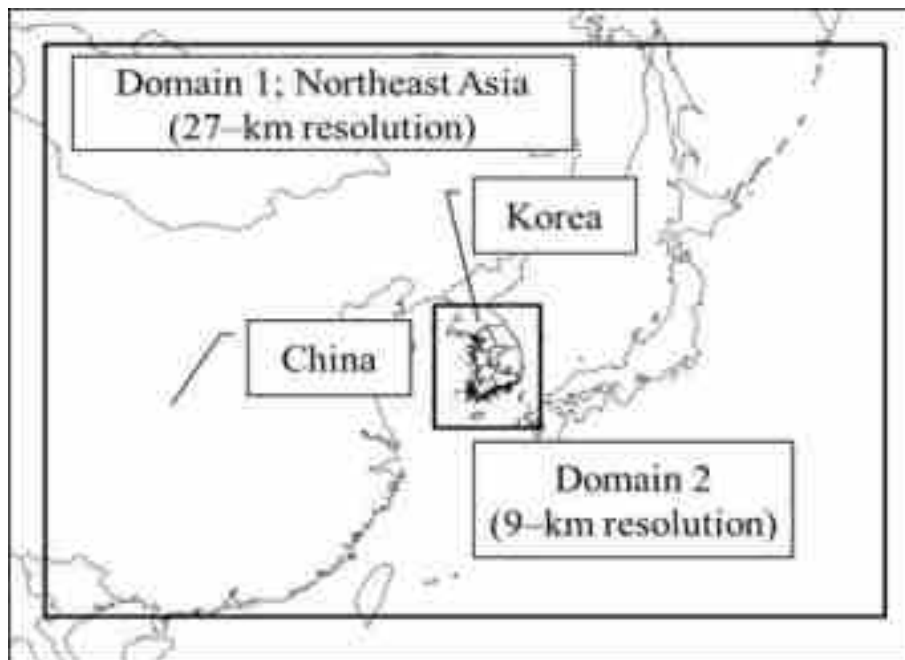 Domain 1; Northeast Asia
(27–km resolution)
Korea
China
Domain 2
(9–km resolution)